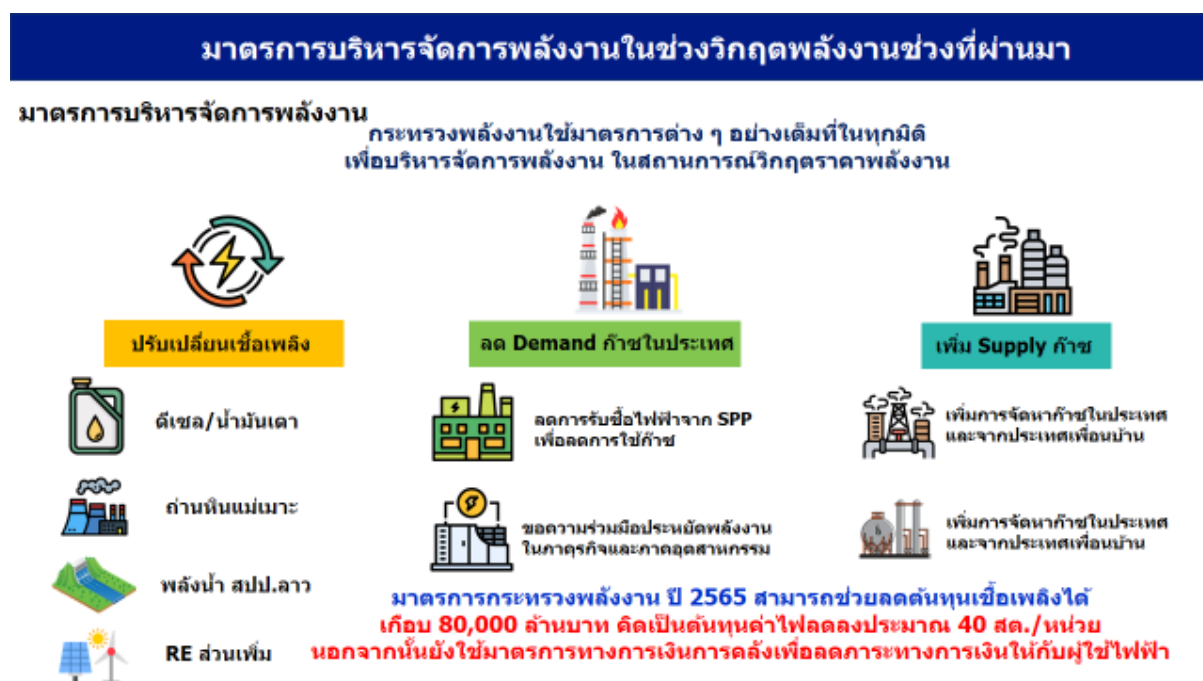 มาตรการบริหารจัดการพลังงานในช่วงวิกฤตพลังงานช่วงที่ผ่านมา
มาตรการบริหารจัดการพลังงาน
กระทรวงพลังงานใช้มาตรการต่าง ๆ อย่างเต็มที่ในทุกมิติ
เพื่อบริหารจัดการพลังงาน ในสถานการณ์วิกฤตราคาพลังงาน
ปรับเปลี่ยนเชื้อเพลิง
ดีเซล/น้ำมันเตา
ถ่านหินแม่เมาะ
พลังน้ำ สปป.ลาว
RE ส่วนเพิ่ม
ลด Demand ก๊าซในประเทศ
ลดการรับซื้อไฟฟ้าจาก SPP
เพื่อลดการใช้ก๊าซ
ขอความร่วมมือประหยัดพลังงาน
ในภาคธุรกิจและภาคอุตสาหกรรม
เพิ่ม Supply ก๊าซ
เพิ่มการจัดหาก๊าซในประเทศ
และจากประเทศเพื่อนบ้าน
เพิ่มการจัดหาก๊าซในประเทศ
และจากประเทศเพื่อนบ้าน
มาตรการกระทรวงพลังงาน ปี 2565 สามารถช่วยลดต้นทุนเชื้อเพลิงได้
เกือบ 80,000 ล้านบาท คิดเป็นต้นทุนค่าไฟลดลงประมาณ 40 สต./หน่วย
นอกจากนั้นยังใช้มาตรการทางการเงินการคลังเพื่อลดภาระทางการเงินให้กับผู้ใช้ไฟฟ้า